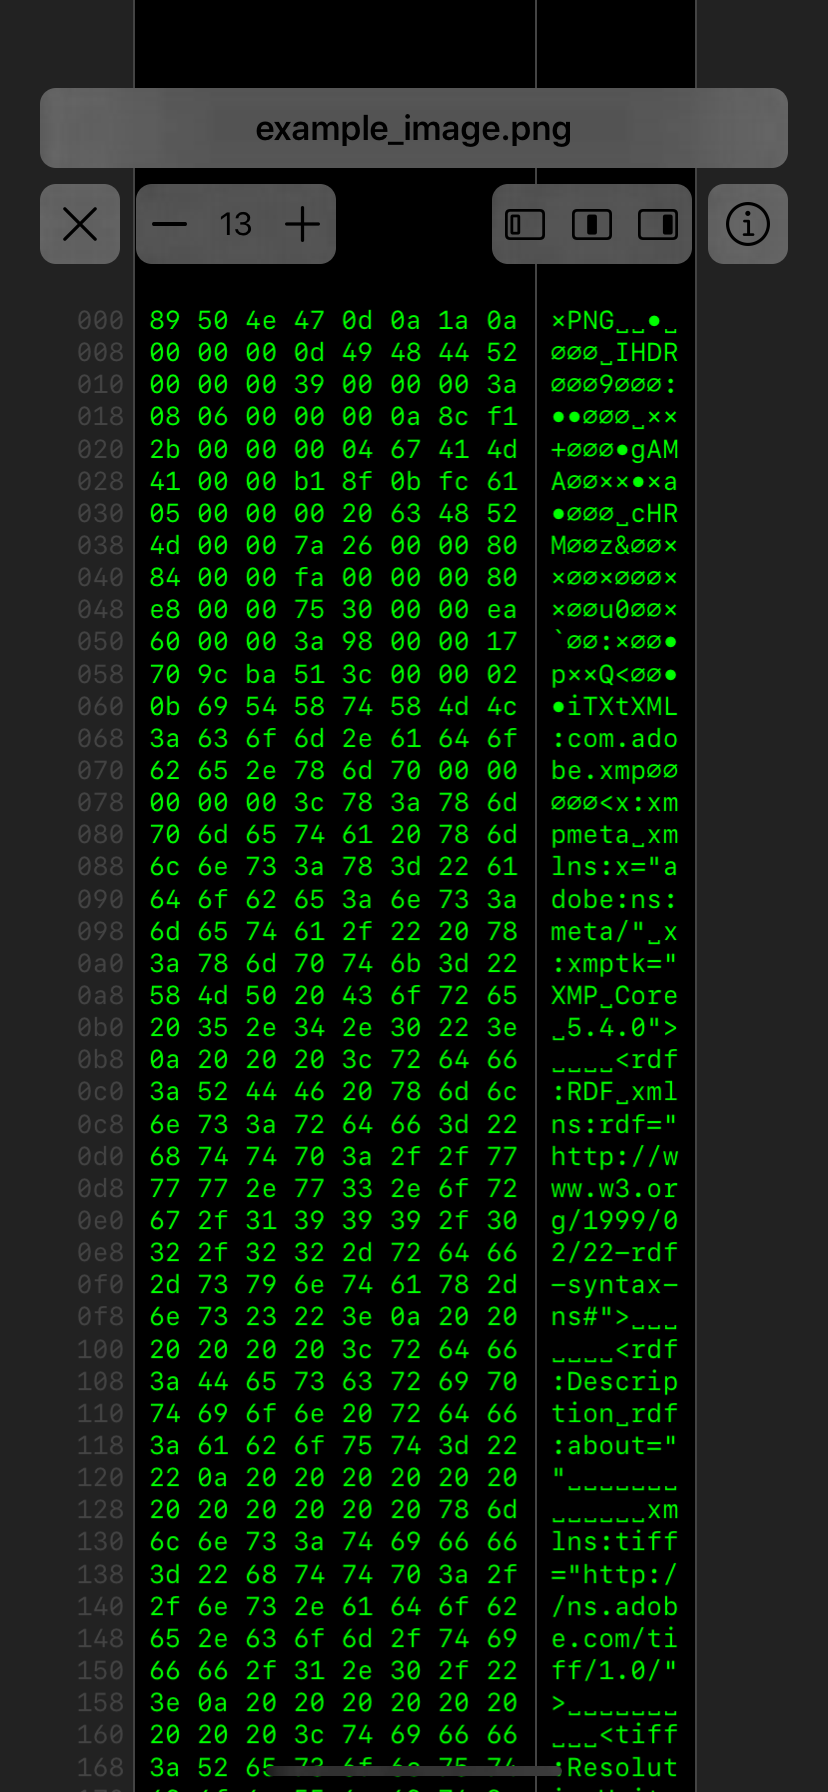 example_image.png
13
000 89 50 4e 47 0d 0a 1a 0a ×PNG␣␣•␣
008 00 00 00 0d 49 48 44 52 ∅∅∅␣IHDR
010 00 00 00 39 00 00 00 3a ∅∅∅9∅∅∅:
018 08 06 00 00 00 0a 8c f1 ••∅∅∅␣××
020 2b 00 00 00 04 67 41 4d +∅∅∅•gAM
028 41 00 00 b1 8f 0b fc 61 A∅∅××•×a
030 05 00 00 00 20 63 48 52 •∅∅∅␣cHR
038 4d 00 00 7a 26 00 00 80 M∅∅z&∅∅×
040 84 00 00 fa 00 00 00 80 ×∅∅×∅∅∅×
048 e8 00 00 75 30 00 00 ea ×∅∅u0∅∅×
050 60 00 00 3a 98 00 00 17 `∅∅:×∅∅•
058 70 9c ba 51 3c 00 00 02 p××Q<∅∅•
060 0b 69 54 58 74 58 4d 4c •iTXtXML
068 3a 63 6f 6d 2e 61 64 6f :com.ado
070 62 65 2e 78 6d 70 00 00 be.xmp∅∅
078 00 00 00 3c 78 3a 78 6d ∅∅∅<x:xm
080 70 6d 65 74 61 20 78 6d pmeta␣xm
088 6c 6e 73 3a 78 3d 22 61 lns:x="a
090 64 6f 62 65 3a 6e 73 3a dobe:ns:
098 6d 65 74 61 2f 22 20 78 meta/"␣x
0a0 3a 78 6d 70 74 6b 3d 22 :xmptk="
0a8 58 4d 50 20 43 6f 72 65 XMP␣Core
0b0 20 35 2e 34 2e 30 22 3e ␣5.4.0">
0b8 0a 20 20 20 3c 72 64 66 ␣␣␣␣<rdf
0c0 3a 52 44 46 20 78 6d 6c :RDF␣xml
0c8 6e 73 3a 72 64 66 3d 22 ns:rdf="
0d0 68 74 74 70 3a 2f 2f 77 http://w
0d8 77 77 2e 77 33 2e 6f 72 ww.w3.or
0e0 67 2f 31 39 39 39 2f 30 g/1999/0
0e8 32 2f 32 32 2d 72 64 66 2/22-rdf
0f0 2d 73 79 6e 74 61 78 2d -syntax-
0f8 6e 73 23 22 3e 0a 20 20 ns#">␣␣␣
100 20 20 20 20 3c 72 64 66 ␣␣␣␣<rdf
108 3a 44 65 73 63 72 69 70 :Descrip
110 74 69 6f 6e 20 72 64 66 tion␣rdf
118 3a 61 62 6f 75 74 3d 22 :about="
120 22 0a 20 20 20 20 20 20 "␣␣␣␣␣␣␣
128 20 20 20 20 20 20 78 6d ␣␣␣␣␣␣xm
130 6c 6e 73 3a 74 69 66 66 lns:tiff
138 3d 22 68 74 74 70 3a 2f ="http:/
140 2f 6e 73 2e 61 64 6f 62 /ns.adob
148 65 2e 63 6f 6d 2f 74 69 e.com/ti
150 66 66 2f 31 2e 30 2f 22 ff/1.0/"
158 3e 0a 20 20 20 20 20 20 >␣␣␣␣␣␣␣
160 20 20 20 3c 74 69 66 66 ␣␣␣<tiff
168 3a 52 65 73 6f 6c 75 74 :Resolut